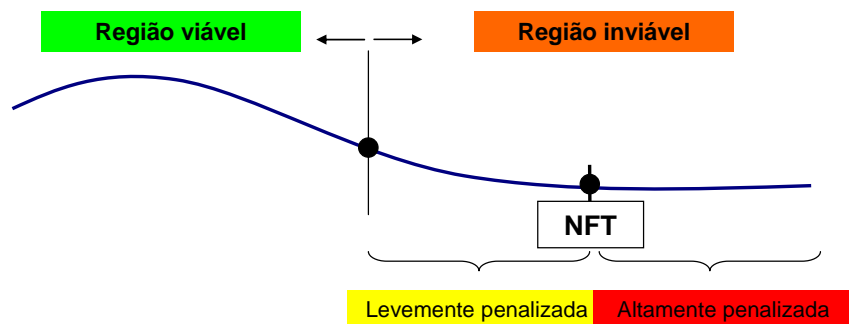 Região viável
Região inviável
NFT
Levemente penalizada
Altamente penalizada